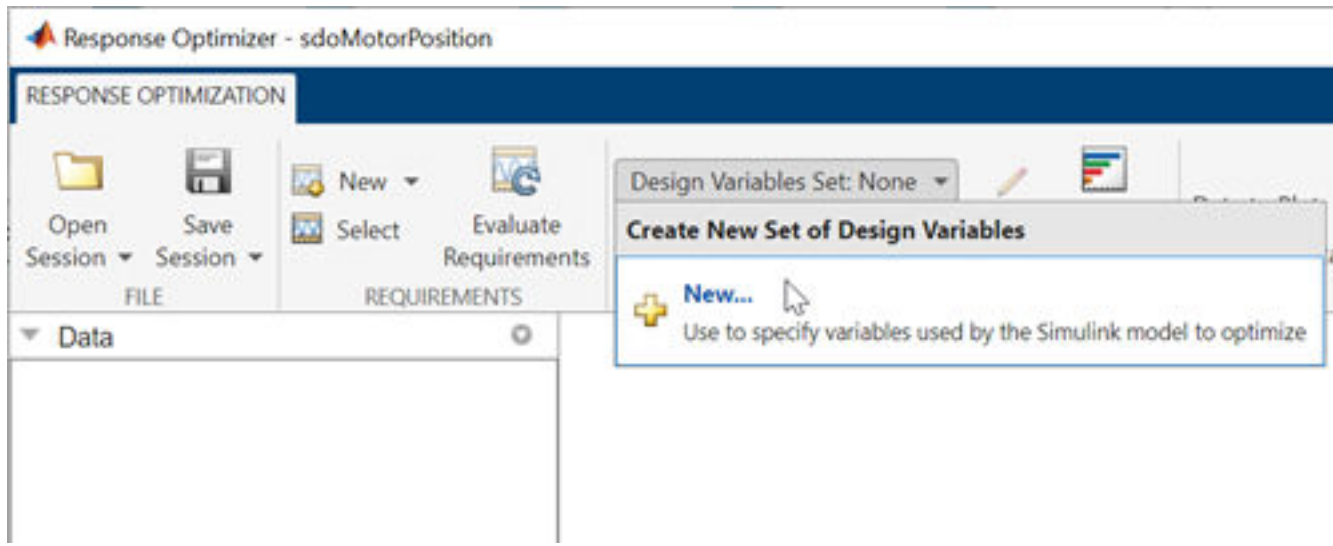 Response Optimizer - sdoMotorPosition
RESPONSE OPTIMIZATION
Open
Session
Save
Session
FILE
New
Select
Evaluate
Requirements
REQUIREMENTS
Design Variables Set: None
Create New Set of Design Variables
New...
Use to specify variables used by the Simulink model to optimize
Data